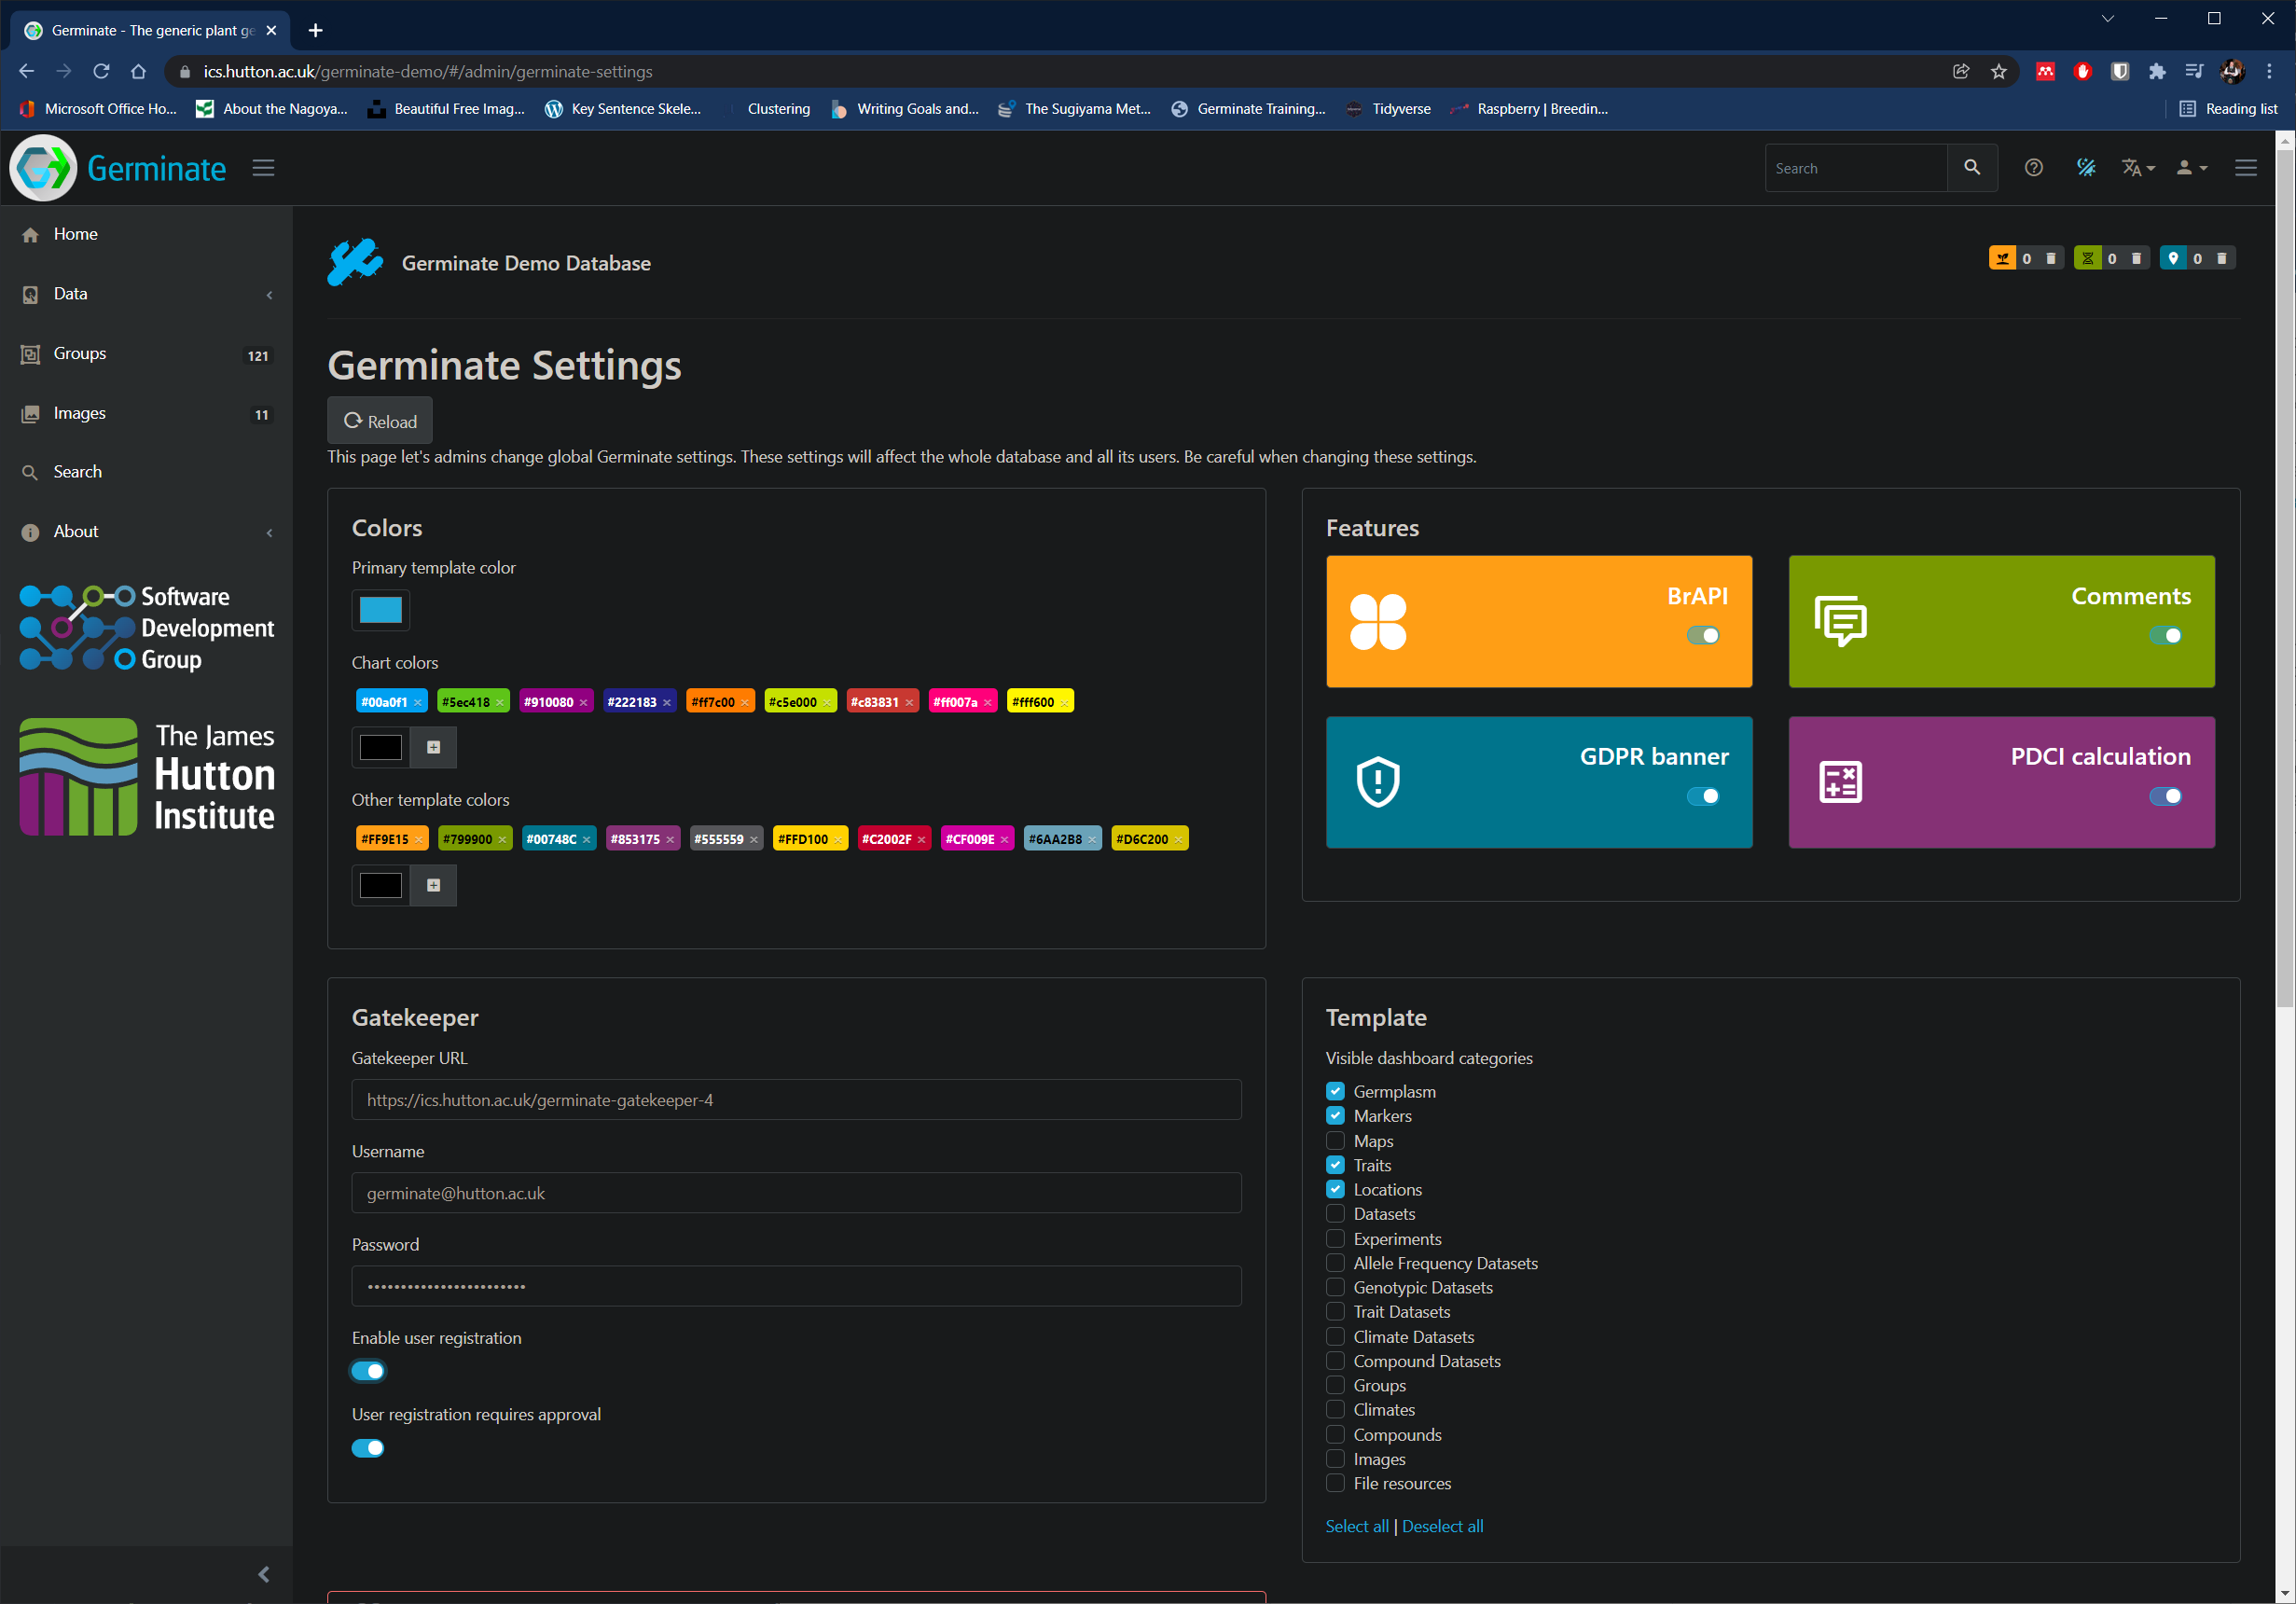 Germinate - The generic plant ge
ics.hutton.ac.uk/germinate-demo/#/admin/germinate-settings
Microsoft Office Ho... About the Nagoya... Beautiful Free Imag... Key Sentence Skele... Clustering Writing Goals and... The Sugiyama Met... Germinate Training... Tidyverse Raspberry | Breedin... Reading list
Germinate Search
Home
Data
Groups 121
Images 11
Search
About
Software
Development
Group
The James
Hutton
Institute
Germinate Demo Database 0 0 0
Germinate Settings
Reload
This page let's admins change global Germinate settings. These settings will affect the whole database and all its users. Be careful when changing these settings.
Colors
Primary template color
Chart colors
#00a0f1 #5ec418 #910080 #222183 #ff7c00 #c5e000 #c83831 #ff007a #fff600
Other template colors
#FF9E15 #799900 #00748C #853175 #555559 #FFD100 #C2002F #CF009E #6AA2B8 #D6C200
Features
BrAPI
Comments
GDPR banner
PDCI calculation
Gatekeeper
Gatekeeper URL
https://ics.hutton.ac.uk/germinate-gatekeeper-4
Username
germinate@hutton.ac.uk
Password
••••••••••••••••••••••••
Enable user registration
User registration requires approval
Template
Visible dashboard categories
Germplasm
Markers
Maps
Traits
Locations
Datasets
Experiments
Allele Frequency Datasets
Genotypic Datasets
Trait Datasets
Climate Datasets
Compound Datasets
Groups
Climates
Compounds
Images
File resources
Select all | Deselect all